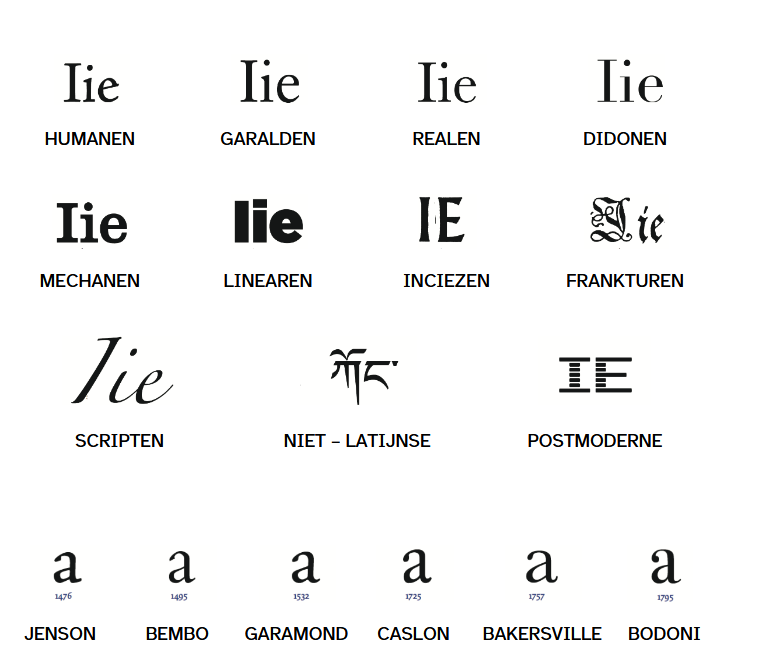 Iie Iie Iie Iie
HUMANEN GARALDEN REALEN DIDONEN
Iie Iie IE Iie
MECHANEN LINEAREN INCIEZEN FRANKTUREN
Iie IE
SCRIPTEN NIET – LATIJNSE POSTMODERNE
a a a a a a
1476 1495 1532 1725 1757 1795
JENSON BEMBO GARAMOND CASLON BAKERSVILLE BODONI